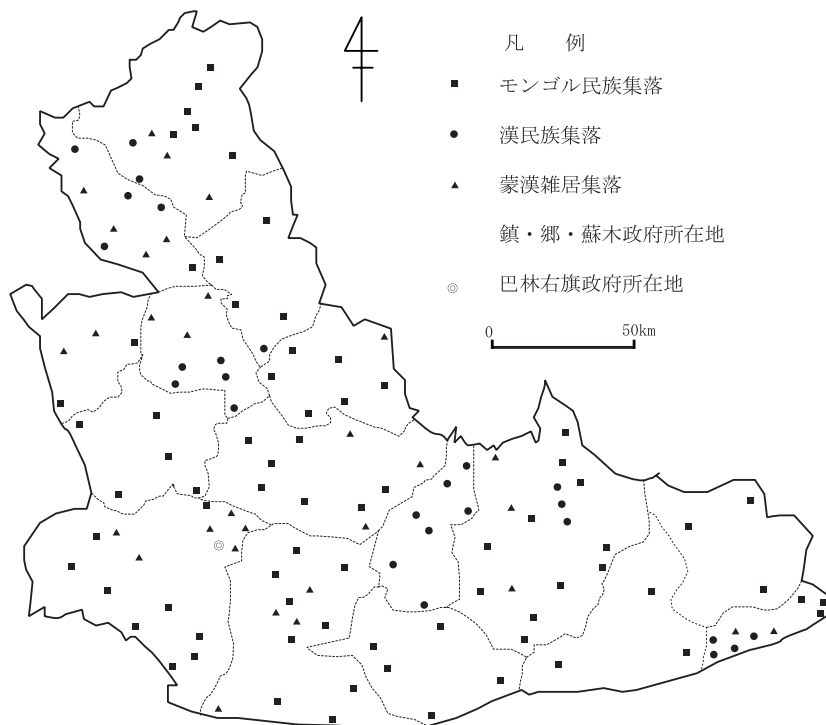 凡 例
モンゴル民族集落
漢民族集落
蒙漢雑居集落
鎮・郷・蘇木政府所在地
巴林右旗政府所在地
0 50km